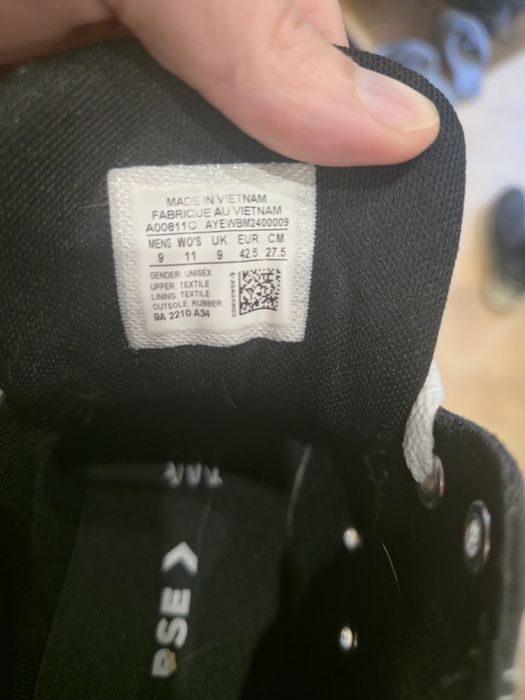 MADE IN VIETNAM
FABRIQUE AU VIETNAM
A00811C AYEWBM2400009
MENS WO'S UK EUR CM
9 11 9 42.5 27.5
GENDER: UNISEX
UPPER: TEXTILE
LINING: TEXTILE
OUTSOLE: RUBBER
9A 2210 A34
CONVERSE
RSE